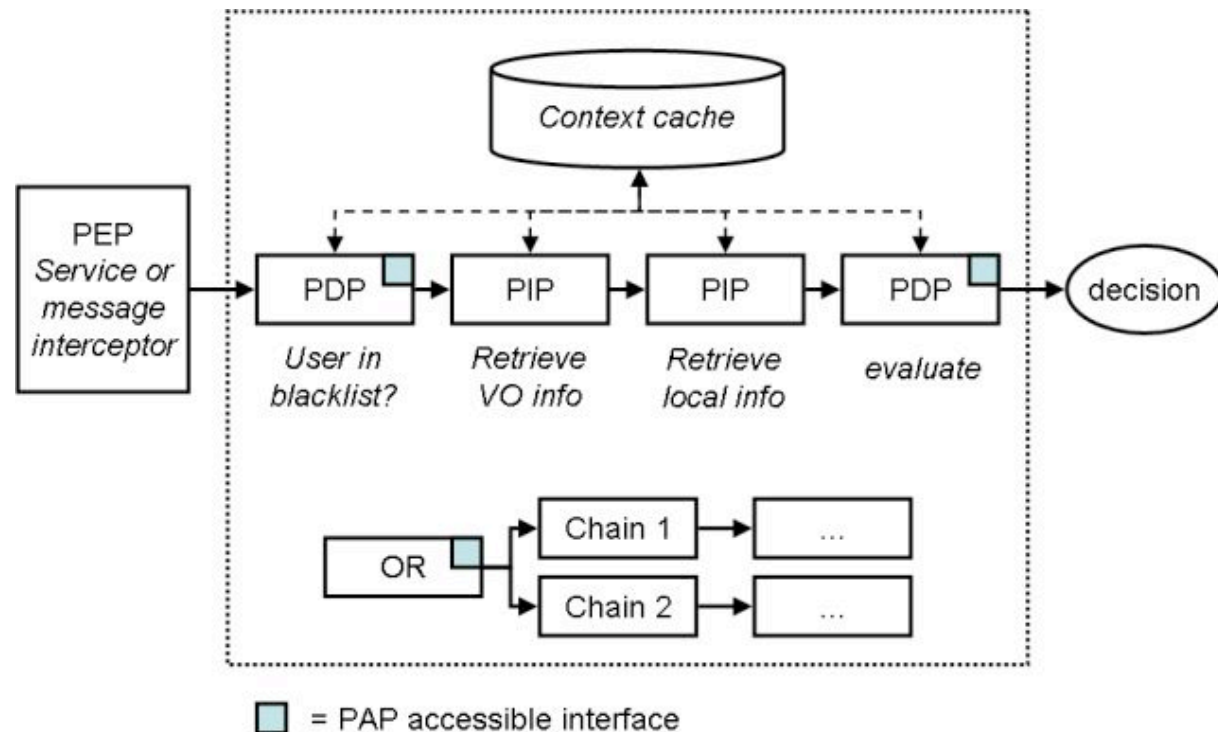 Context cache
PEP
Service or
message
interceptor
PDP
PIP
PIP
PDP
decision
User in
blacklist?
Retrieve
VO info
Retrieve
local info
evaluate
OR
Chain 1
...
Chain 2
...
= PAP accessible interface